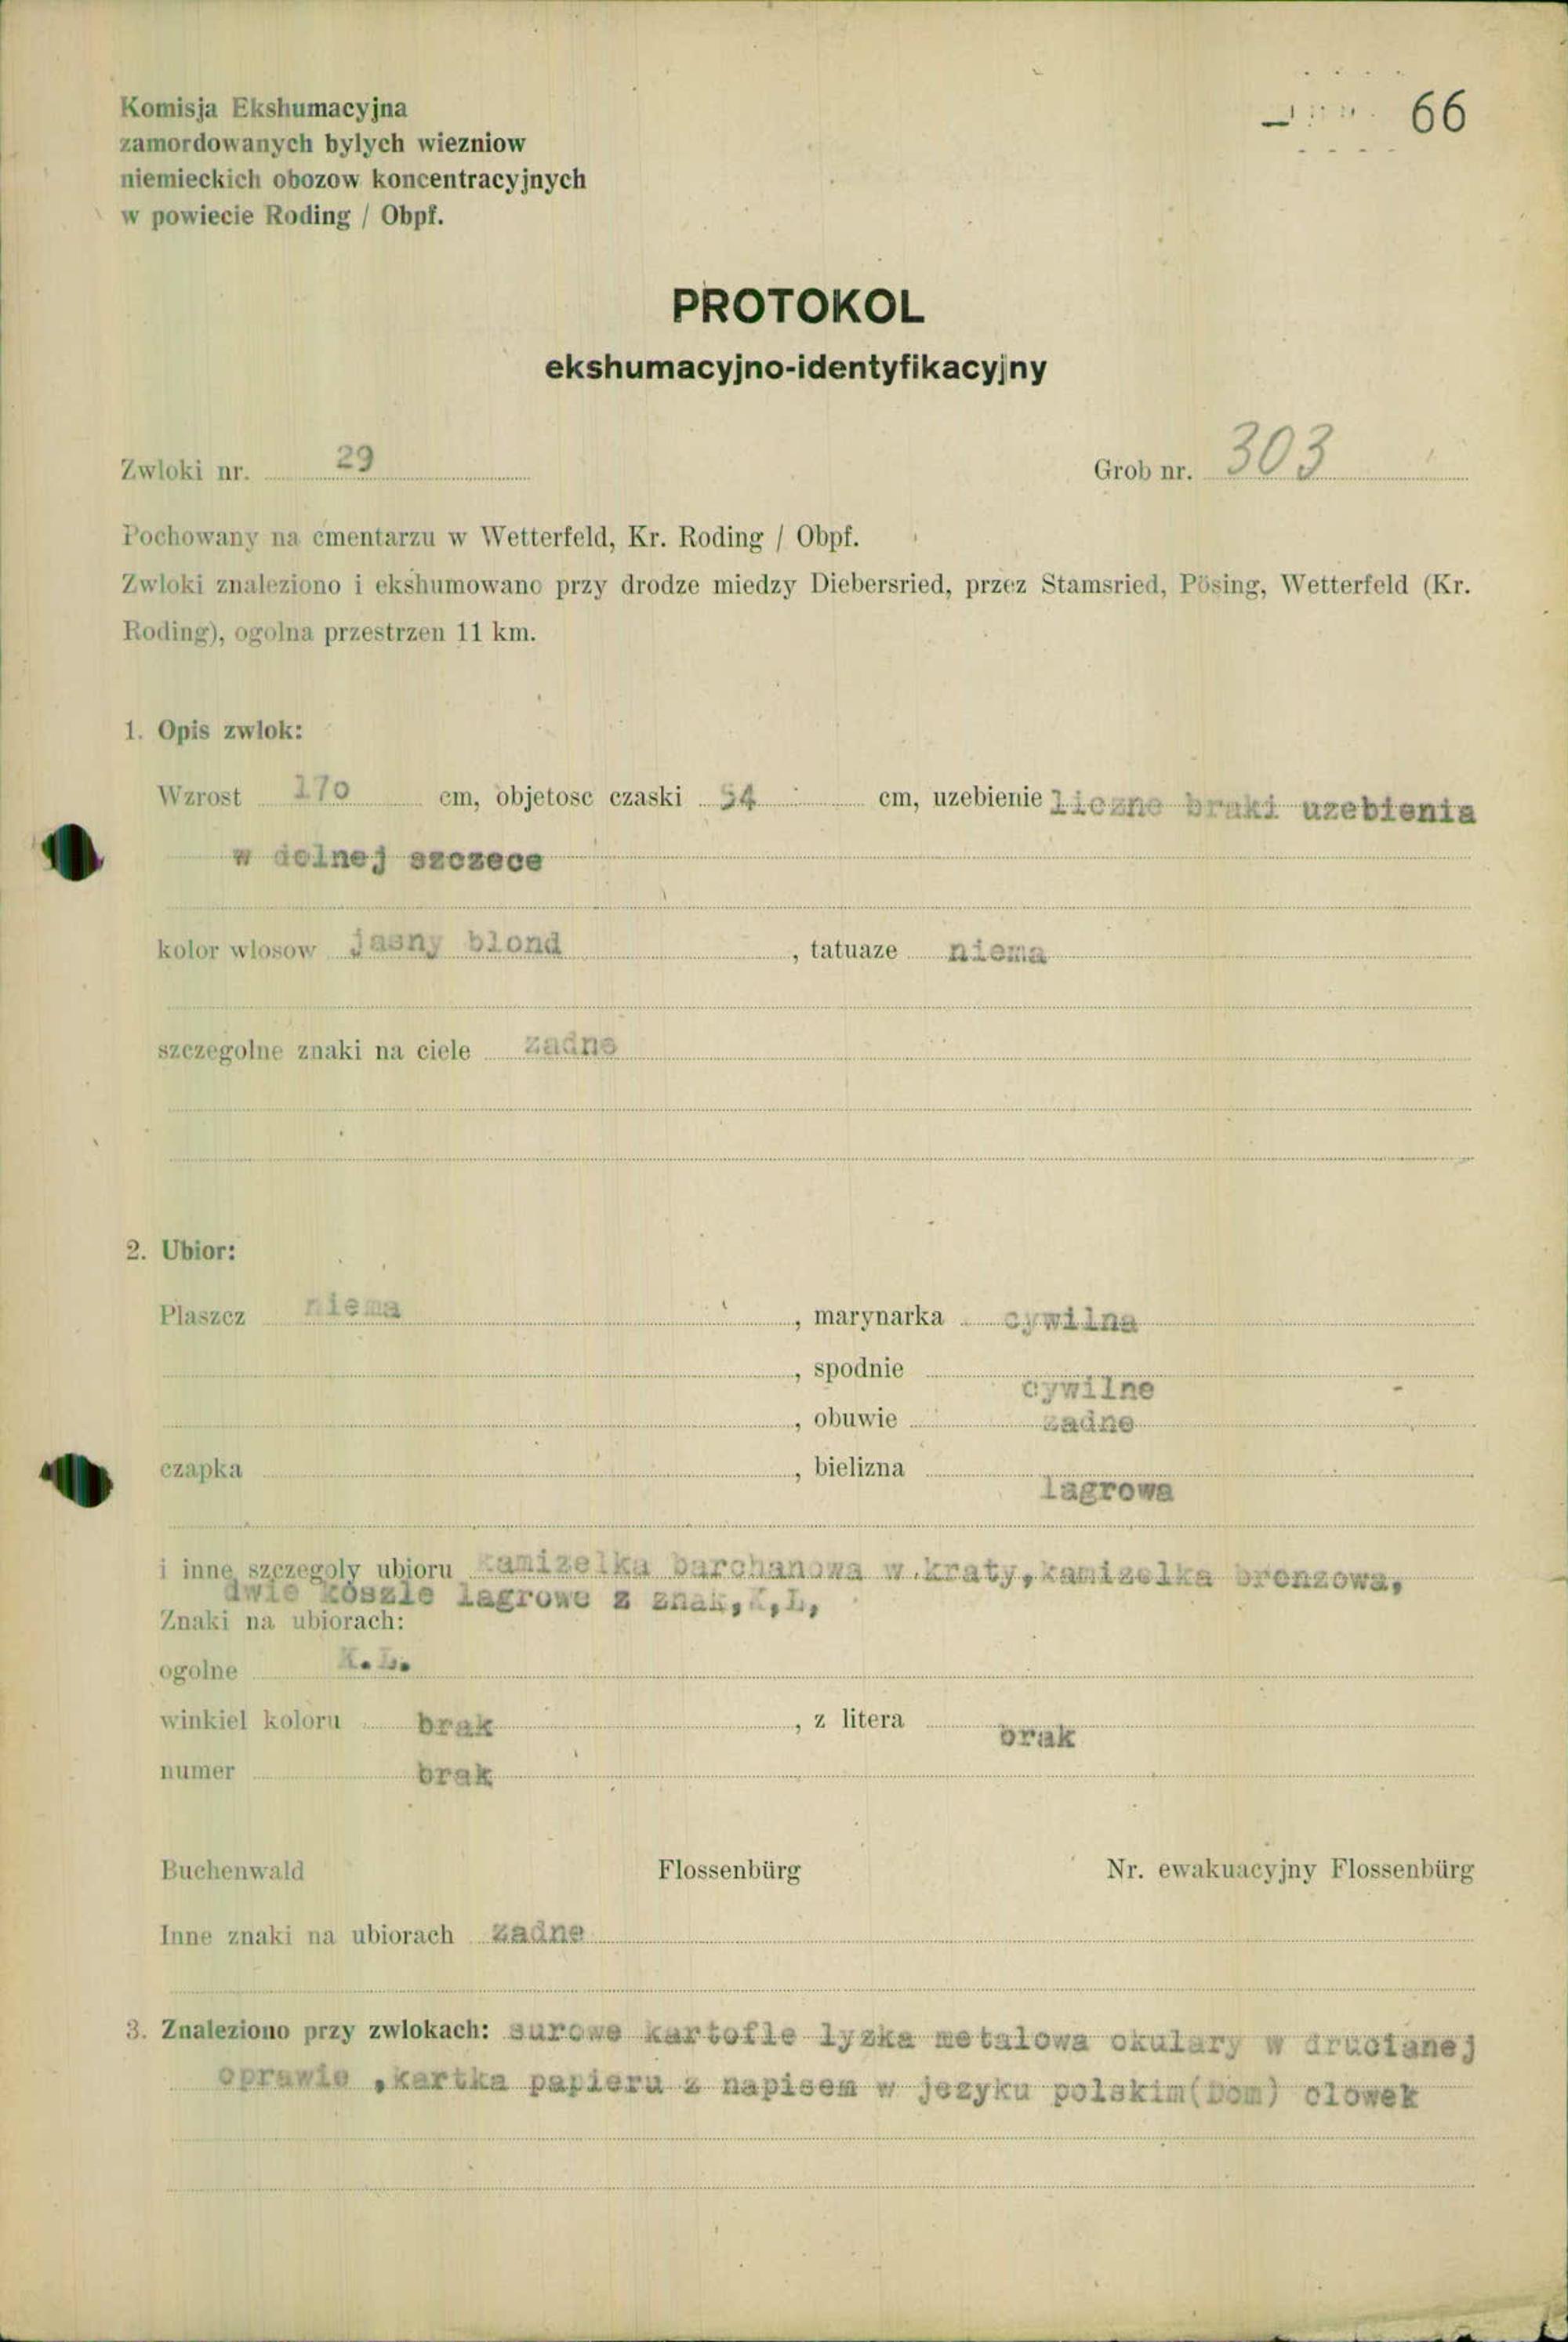 66
Komisja Ekshumacyjna
zamordowanych bylych wiezniow
niemieckich obozow koncentracyjnych
w powiecie Roding / Obpf.
PROTOKOL
ekshumacyjno-identyfikacyjny
Zwloki nr. 29 Grob nr. 303
Pochowany na cmentarzu w Wetterfeld, Kr. Roding / Obpf.
Zwloki znaleziono i ekshumowano przy drodze miedzy Diebersried, przez Stamsried, Pösing, Wetterfeld (Kr.
Roding), ogolna przestrzen 11 km.
1. Opis zwlok:
Wzrost 170 cm, objetosc czaski 54 cm, uzebienie liczne braki uzebienia
w dolnej szczece
kolor wlosow jasny blond , tatuaze niema
szczegolne znaki na ciele zadne
2. Ubior:
Plaszcz niema , marynarka cywilna
, spodnie cywilne
, obuwie zadne
czapka , bielizna lagrowa
i inne szczegoly ubioru kamizelka barchanowa w.kraty, kamizelka bronzowa,
dwie koszle lagrowe z znak, K,L,
Znaki na ubiorach:
ogolne K. L.
winkiel koloru brak , z litera brak
numer brak
Buchenwald Flossenbürg Nr. ewakuacyjny Flossenbürg
Inne znaki na ubiorach zadne
3. Znaleziono przy zwlokach: surowe kartofle lyzka metalowa okulary w drucianej
oprawie ,kartka papieru z napisem w jezyku polskim( ) olowek